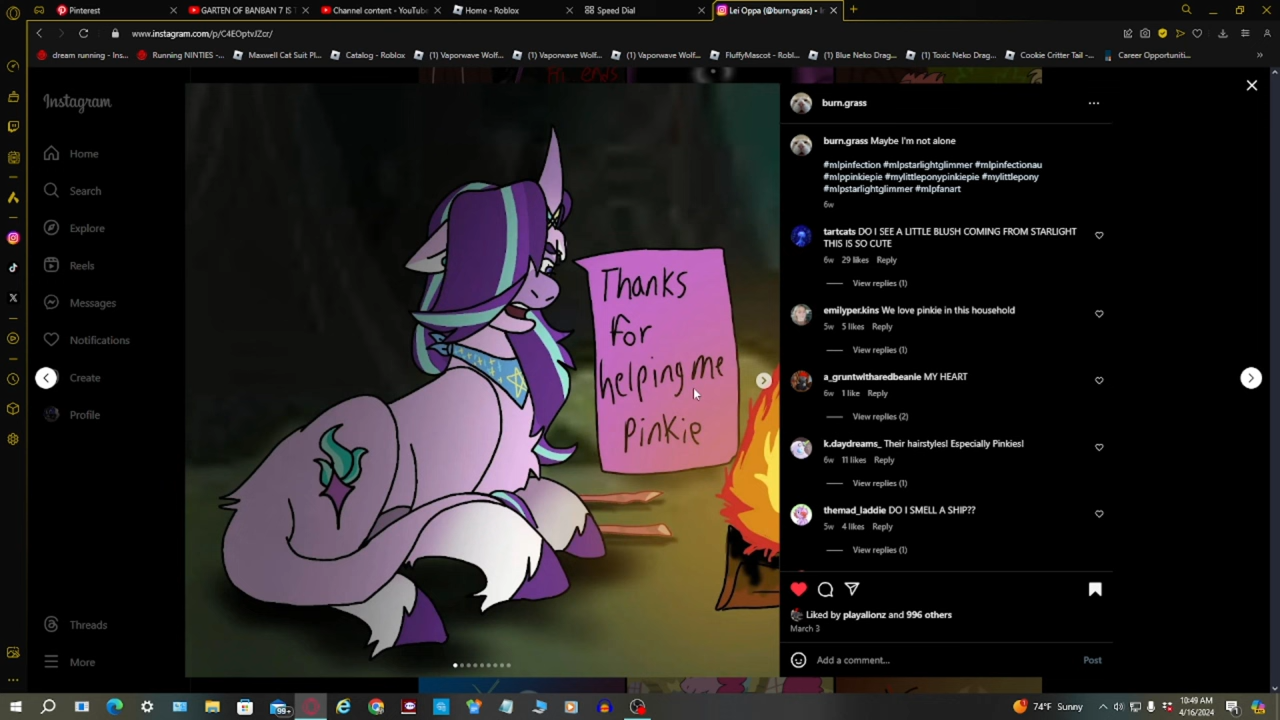 Pinterest
GARTEN OF BANBAN 7 IS T
Channel content - YouTube
Home - Roblox
Speed Dial
Lei Oppa (@burn.grass) - k
www.instagram.com/p/C4EOptvJZcr/
dream running - Ins...
Running NINTIES -...
Maxwell Cat Suit Pl...
Catalog - Roblox
(1) Vaporwave Wolf...
(1) Vaporwave Wolf...
(1) Vaporwave Wolf...
FluffyMascot - Robl...
(1) Blue Neko Drag...
(1) Toxic Neko Drag...
Cookie Critter Tail -...
Career Opportuniti...
Instagram
Home
Search
Explore
Reels
Messages
Notifications
Create
Profile
Threads
More
Thanks
for
helping me
pinkie
burn.grass
burn.grass Maybe I'm not alone
#mlpinfection #mlpstarlightglimmer #mlpinfectionau
#mlppinkiepie #mylittleponypinkiepie #mylittlepony
#mlpstarlightglimmer #mlpfanart
6w
tartcats DO I SEE A LITTLE BLUSH COMING FROM STARLIGHT
THIS IS SO CUTE
6w 29 likes Reply
View replies (1)
emilyper.kins We love pinkie in this household
5w 5 likes Reply
View replies (1)
a_gruntwitharedbeanie MY HEART
6w 1 like Reply
View replies (2)
k.daydreams_ Their hairstyles! Especially Pinkies!
6w 11 likes Reply
View replies (1)
themad_laddie DO I SMELL A SHIP??
5w 4 likes Reply
View replies (1)
Liked by playallonz and 996 others
March 3
Add a comment...
Post
99+
74°F Sunny
10:49 AM
4/16/2024